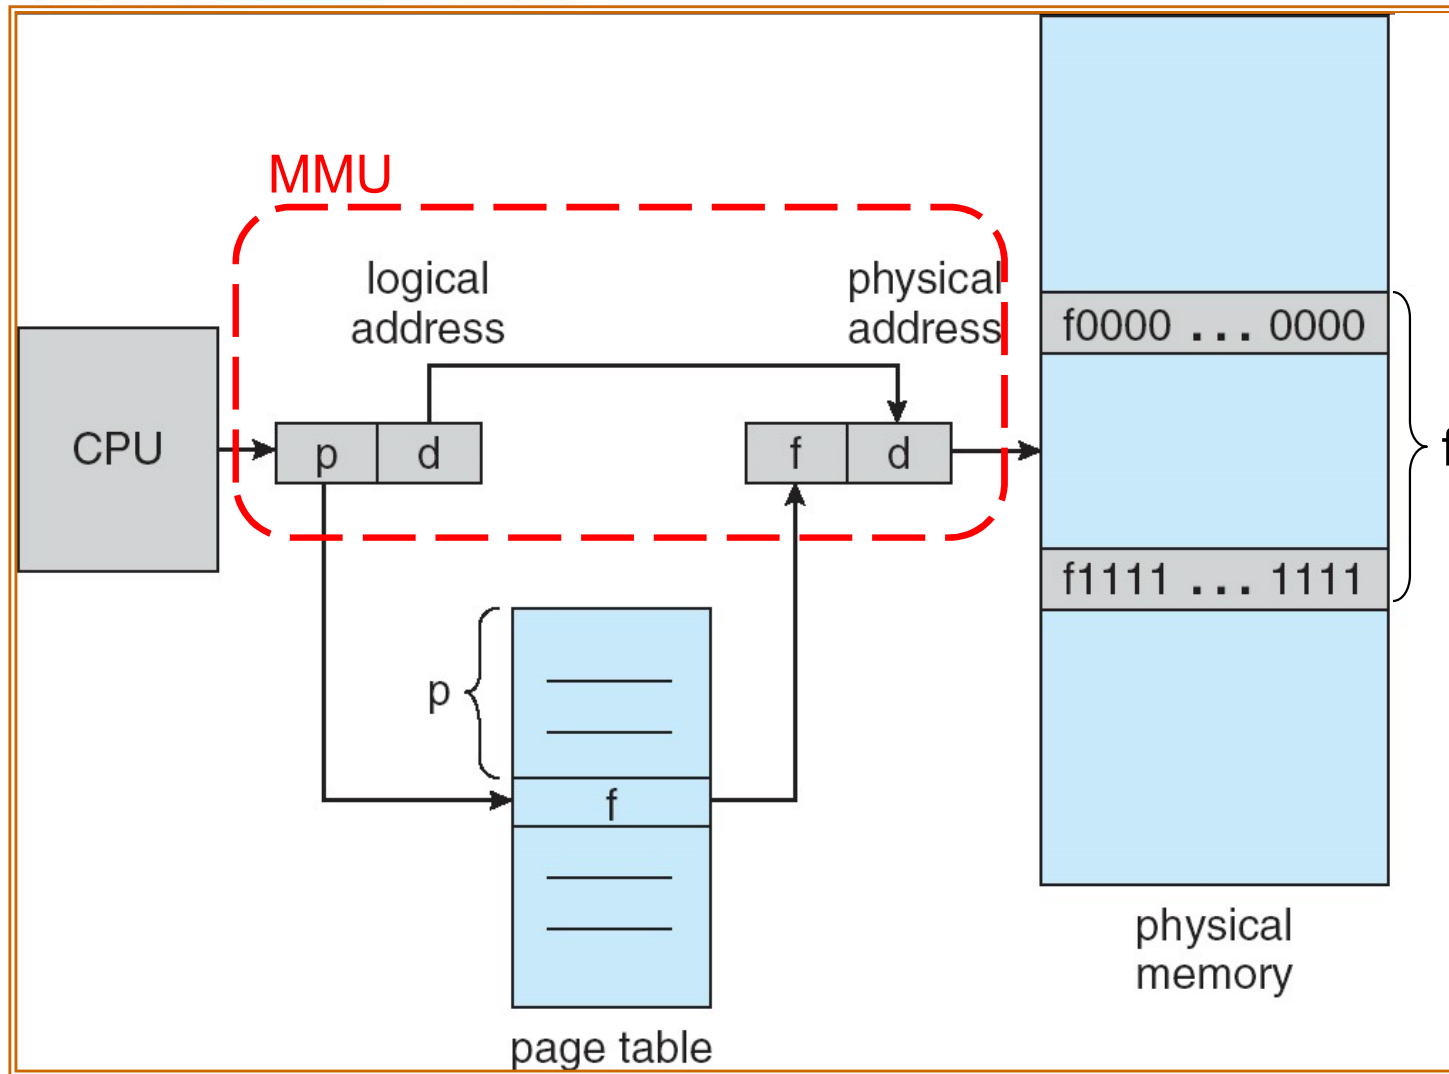 MMU
logical
address
physical
address
f0000 ... 0000
CPU
p d
f d
f
f1111 ... 1111
p
f
physical
memory
page table